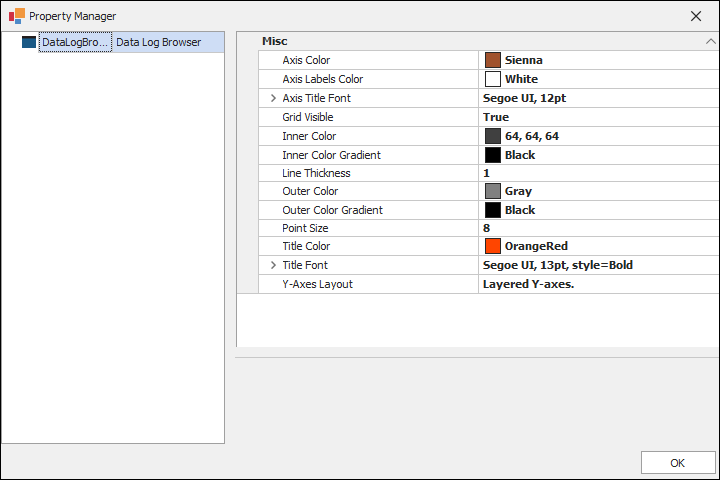 Property Manager
DataLogBro... Data Log Browser
Misc
Axis Color Sienna
Axis Labels Color White
Axis Title Font Segoe UI, 12pt
Grid Visible True
Inner Color 64, 64, 64
Inner Color Gradient Black
Line Thickness 1
Outer Color Gray
Outer Color Gradient Black
Point Size 8
Title Color OrangeRed
Title Font Segoe UI, 13pt, style=Bold
Y-Axes Layout Layered Y-axes.
OK